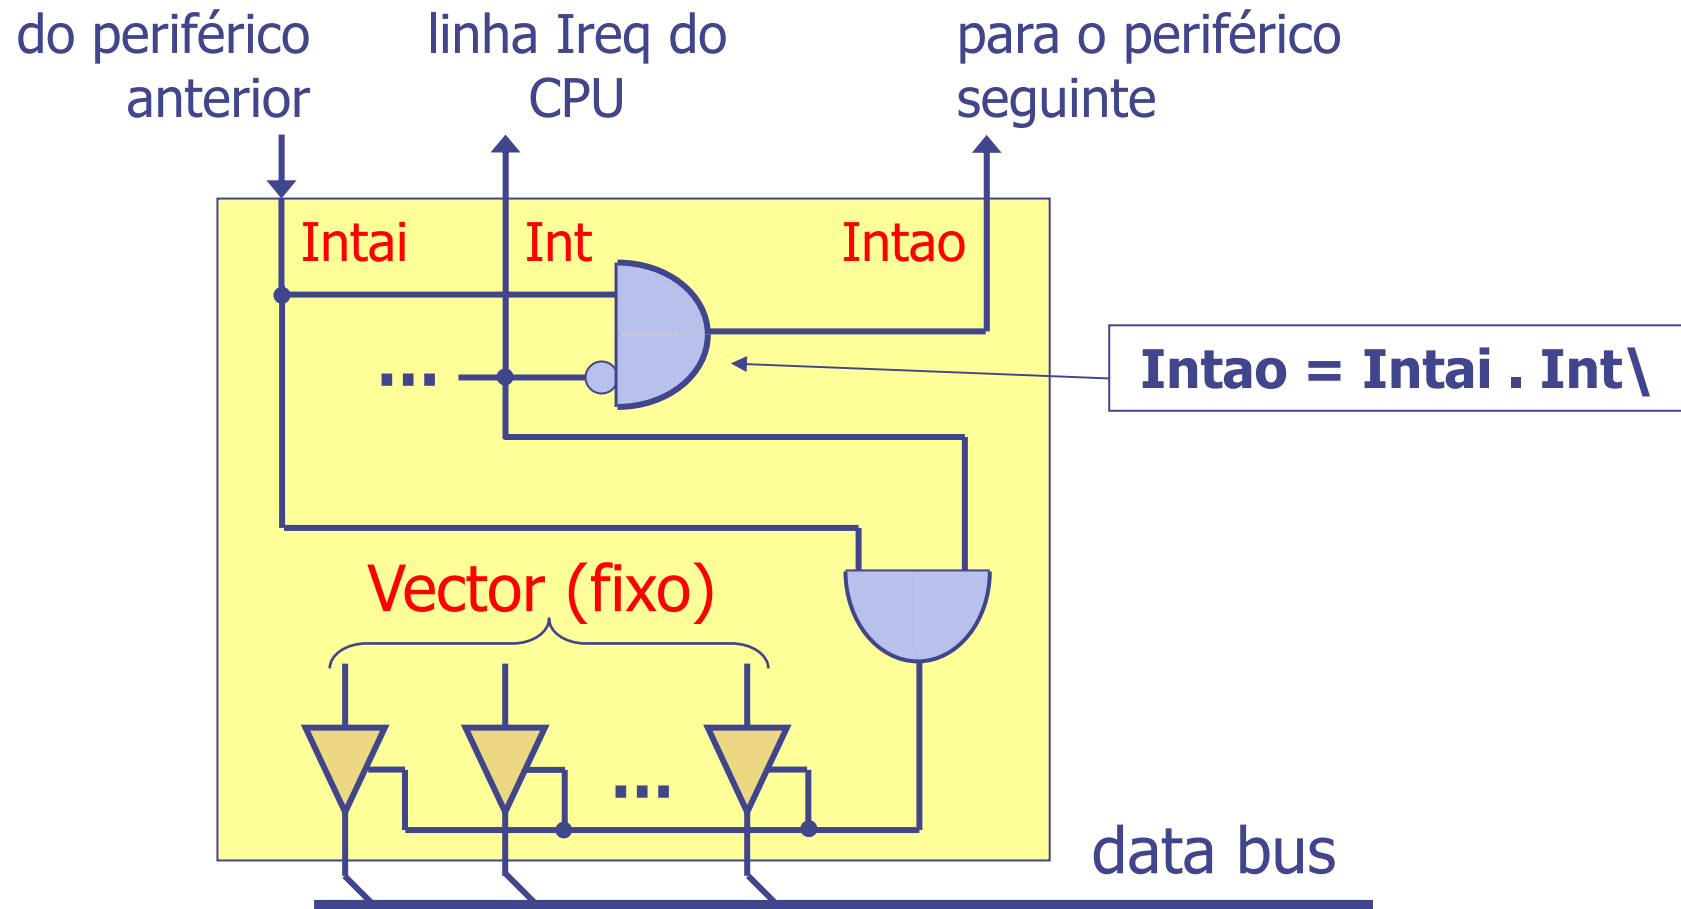 do periférico
anterior
linha Ireq do
CPU
para o periférico
seguinte
Intai
Int
Intao
...
Intao = Intai . Int\
Vector (fixo)
...
data bus